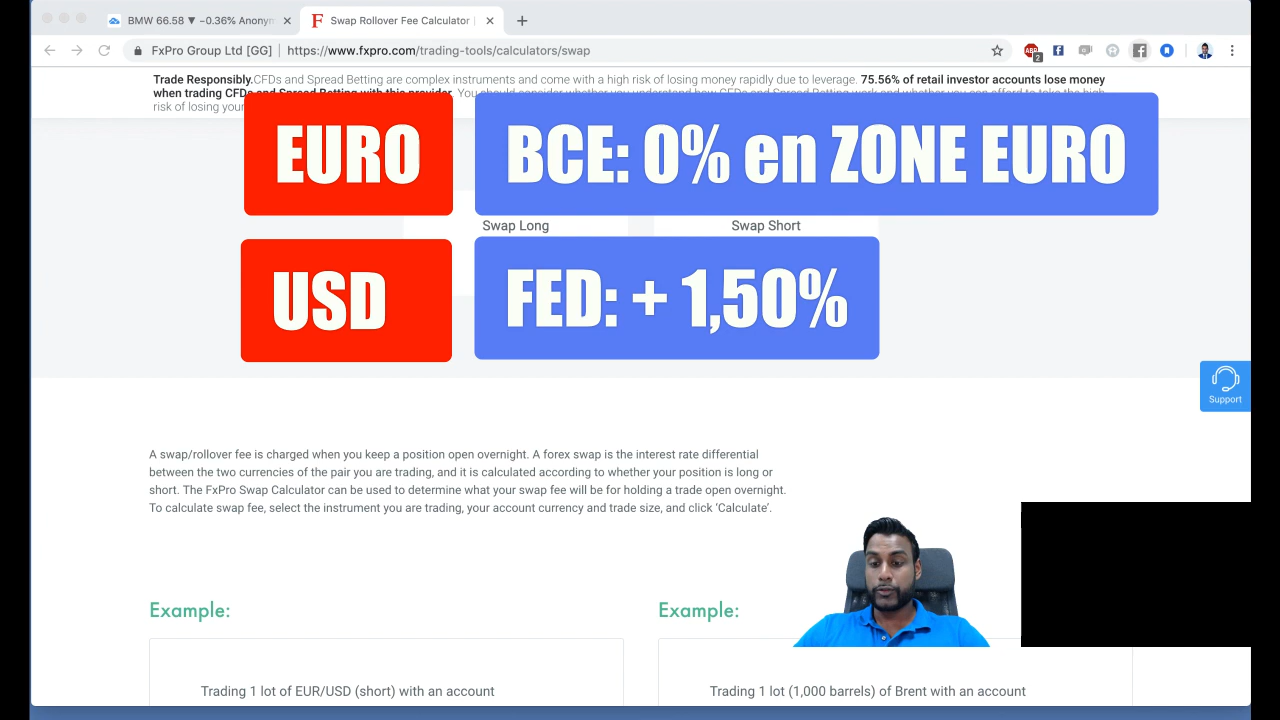 BMW 66.58 ▼ −0.36% Anonym
Swap Rollover Fee Calculator |
FxPro Group Ltd [GG] | https://www.fxpro.com/trading-tools/calculators/swap
ABP
2
Trade Responsibly.CFDs and Spread Betting are complex instruments and come with a high risk of losing money rapidly due to leverage. 75.56% of retail investor accounts lose money
when trading CFDs and Spread Betting with this provider. You should consider whether you understand how CFDs and Spread Betting work and whether you can afford to take the high
risk of losing your
EURO
BCE: 0% en ZONE EURO
Swap Long
Swap Short
USD
FED: + 1,50%
Support
A swap/rollover fee is charged when you keep a position open overnight. A forex swap is the interest rate differential
between the two currencies of the pair you are trading, and it is calculated according to whether your position is long or
short. The FxPro Swap Calculator can be used to determine what your swap fee will be for holding a trade open overnight.
To calculate swap fee, select the instrument you are trading, your account currency and trade size, and click ‘Calculate’.
Example:
Example:
Trading 1 lot of EUR/USD (short) with an account
Trading 1 lot (1,000 barrels) of Brent with an account